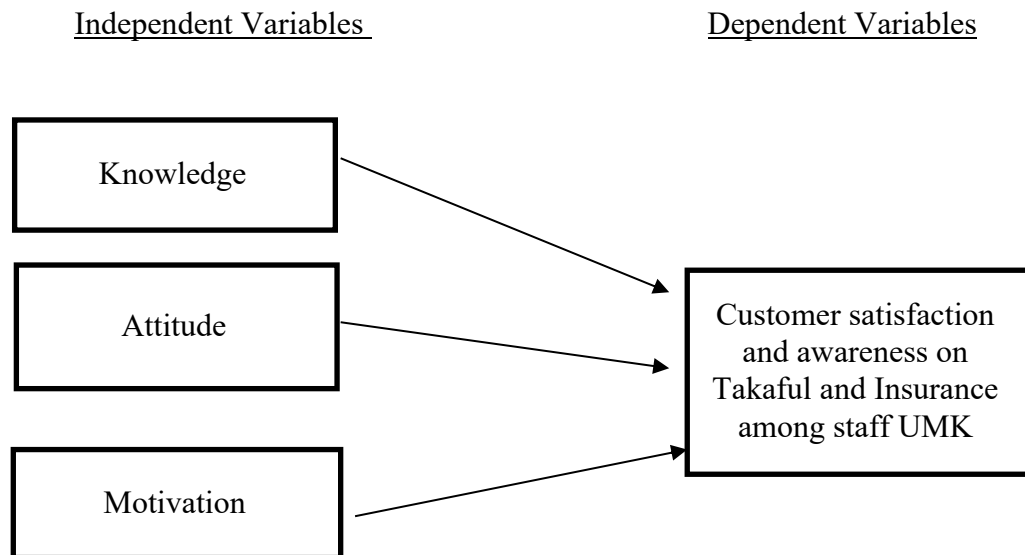 Independent Variables
Dependent Variables
Knowledge
Attitude
Motivation
Customer satisfaction
and awareness on
Takaful and Insurance
among staff UMK